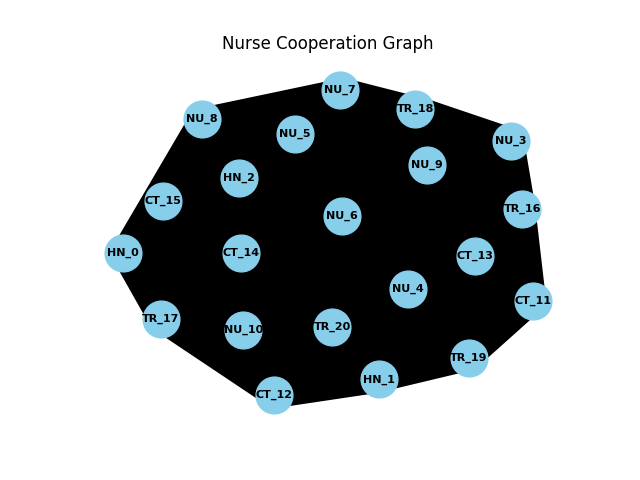 Nurse Cooperation Graph
NU_7
TR_18
NU_8
NU_5
NU_3
NU_9
HN_2
CT_15
TR_16
NU_6
HN_0
CT_14
CT_13
NU_4
CT_11
TR_17
NU_10
TR_20
TR_19
HN_1
CT_12